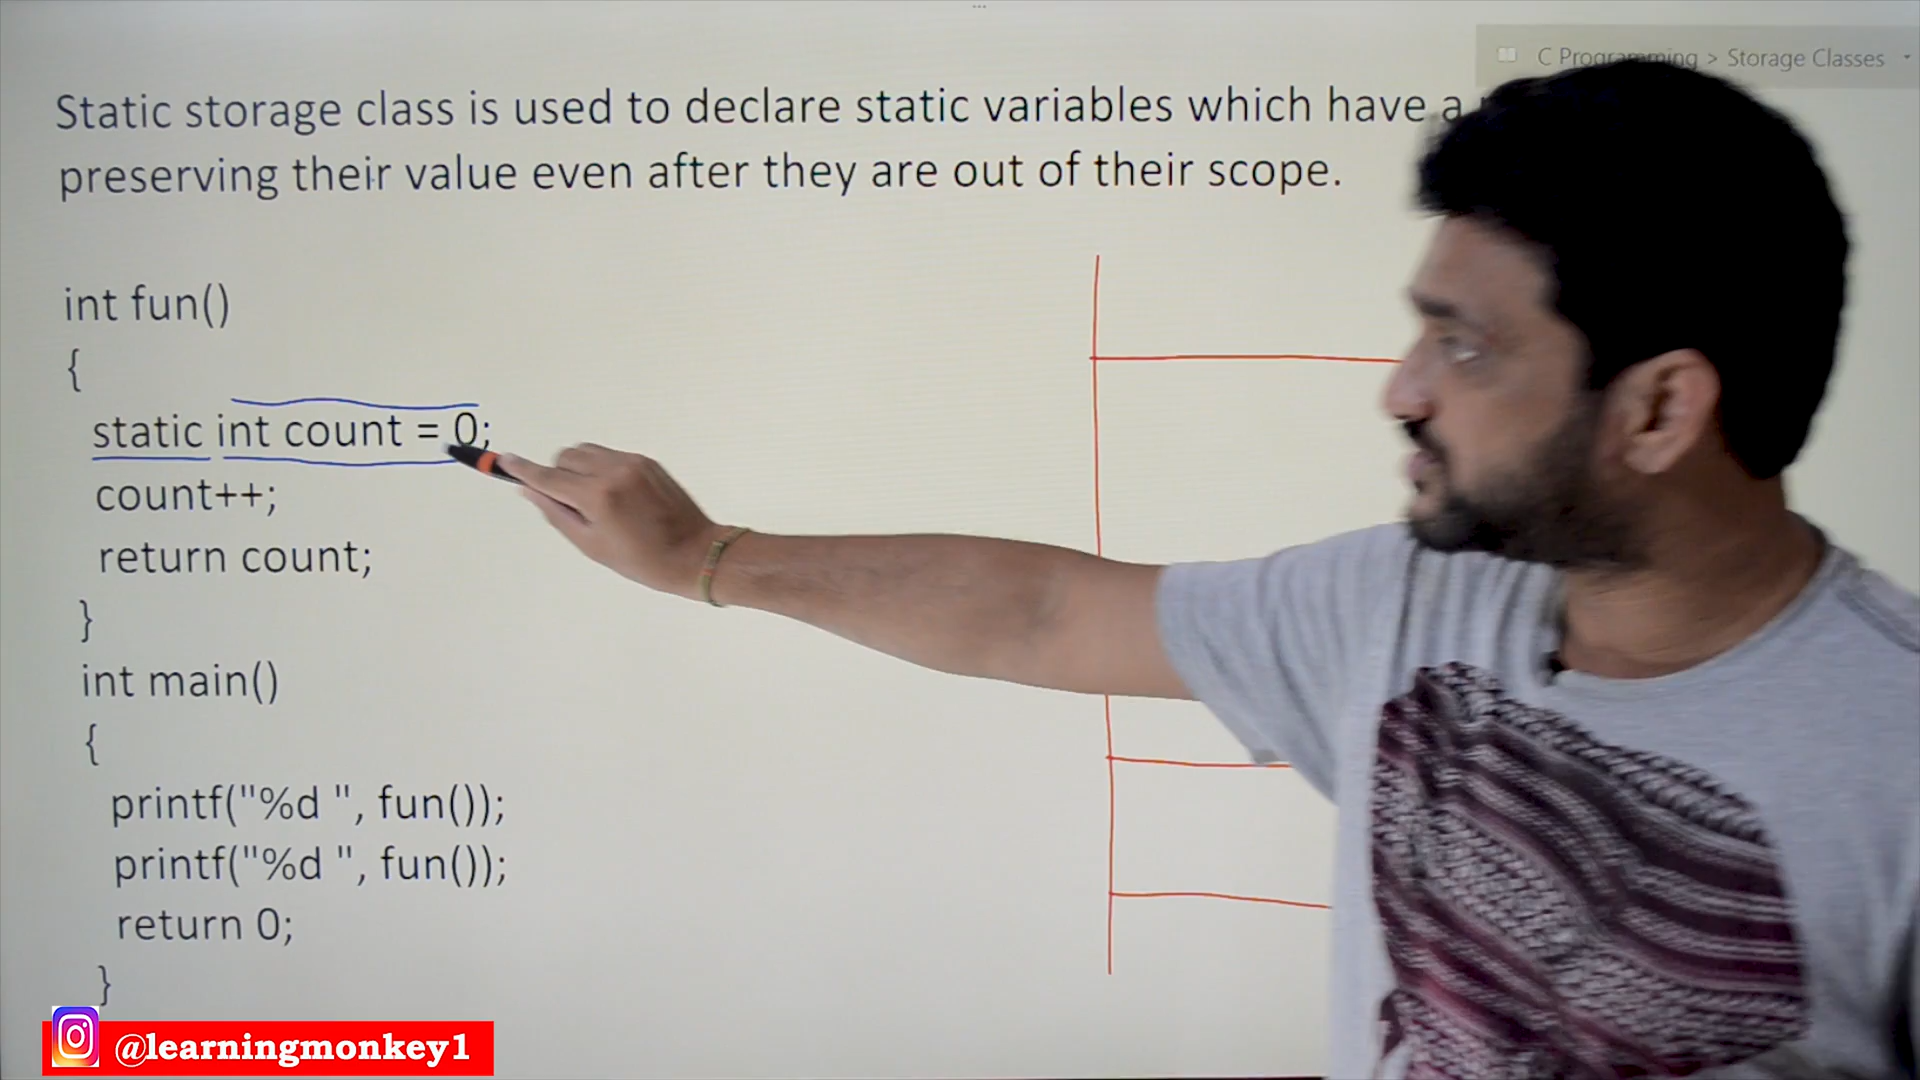 C Programming > Storage Classes
Static storage class is used to declare static variables which have a
preserving their value even after they are out of their scope.
int fun()
{
static int count = 0;
count++;
return count;
}
int main()
{
printf("%d ", fun());
printf("%d ", fun());
return 0;
}
@learningmonkey1